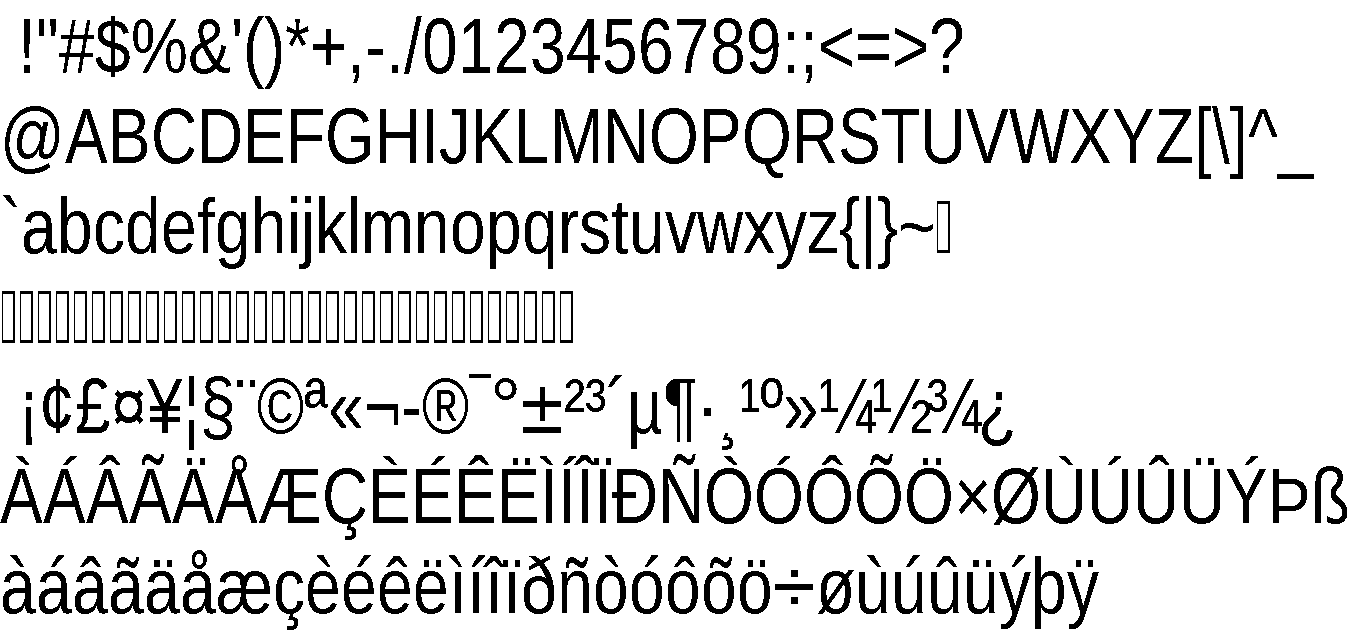 !"#$%&'()*+,-./0123456789:;<=>?
@ABCDEFGHIJKLMNOPQRSTUVWXYZ[\]^_
`abcdefghijklmnopqrstuvwxyz{|}~
¡¢£¤¥¦§¨©ª«¬-®¯°±²³´µ¶·¸¹º»¼½¾¿
ÀÁÂÃÄÅÆÇÈÉÊËÌÍÎÏÐÑÒÓÔÕÖ×ØÙÚÛÜÝÞß
àáâãäåæçèéêëìíîïðñòóôõö÷øùúûüýþÿ